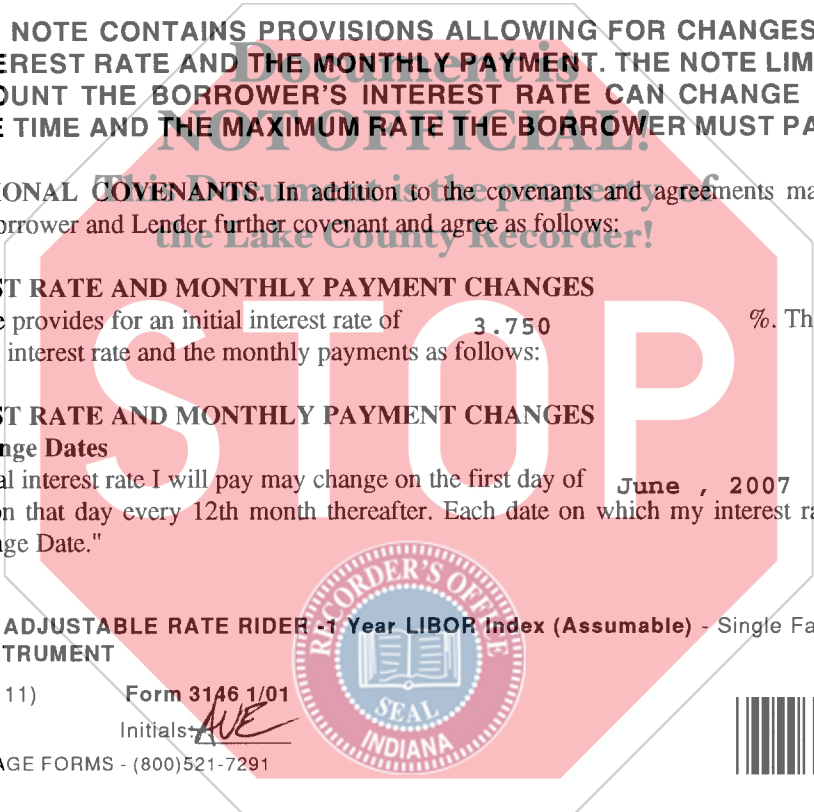 NOTE CONTAINS PROVISIONS ALLOWING FOR CHANGES
EREST RATE AND THE MONTHLY PAYMENT. THE NOTE LIM
OUNT THE BORROWER'S INTEREST RATE CAN CHANGE
E TIME AND THE MAXIMUM RATE THE BORROWER MUST PA
Document is
NOT OFFICIAL!
This Document is the property of
the Lake County Recorder!
IONAL COVENANTS. In addition to the covenants and agreements ma
orrower and Lender further covenant and agree as follows:
ST RATE AND MONTHLY PAYMENT CHANGES
e provides for an initial interest rate of 3.750 %. Th
interest rate and the monthly payments as follows:
STOP
ST RATE AND MONTHLY PAYMENT CHANGES
nge Dates
al interest rate I will pay may change on the first day of June , 2007
on that day every 12th month thereafter. Each date on which my interest ra
nge Date."
RECORDER'S OFFICE
SEAL
INDIANA
ADJUSTABLE RATE RIDER -1 Year LIBOR Index (Assumable) - Single Fa
TRUMENT
11) Form 3146 1/01
Initials: AVE
AGE FORMS - (800)521-7291